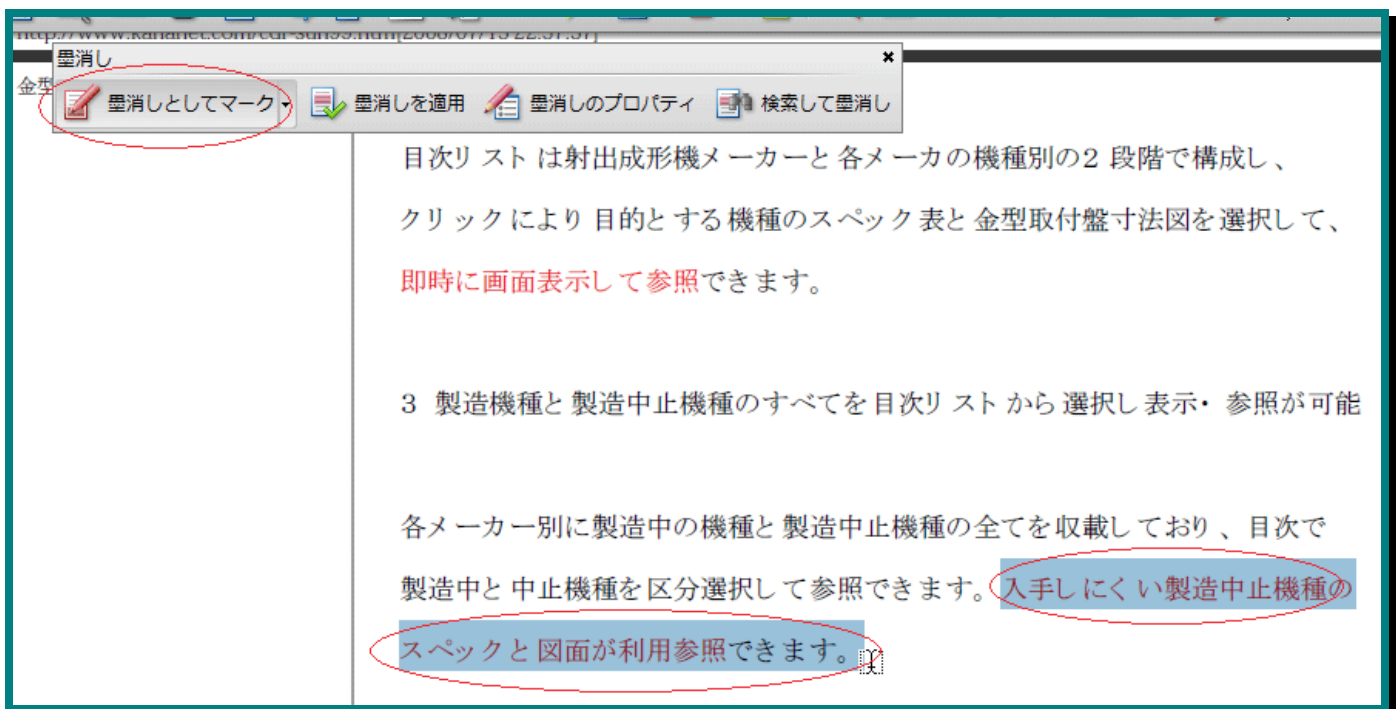 墨消し
金型
墨消しとしてマーク 墨消しを適用 墨消しのプロパティ 検索して墨消し
目次リストは射出成形機メーカーと各メーカの機種別の2段階で構成し、
クリックにより目的とする機種のスペック表と金型取付盤寸法図を選択して、
即時に画面表示して参照できます。
3 製造機種と製造中止機種のすべてを目次リストから選択し表示・参照が可能
各メーカー別に製造中の機種と製造中止機種の全てを収載しており、目次で
製造中と中止機種を区分選択して参照できます。入手しにくい製造中止機種の
スペックと図面が利用参照できます。